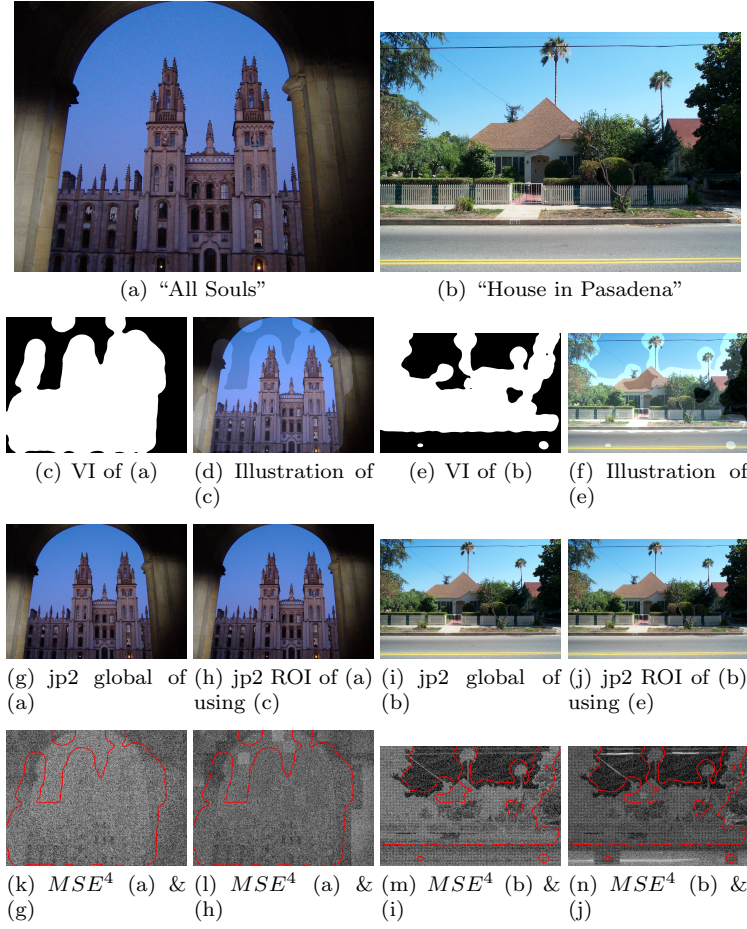 (a) “All Souls”
(b) “House in Pasadena”
(c) VI of (a)
(d) Illustration of
(c)
(e) VI of (b)
(f) Illustration of
(e)
(g) jp2 global of
(a)
(h) jp2 ROI of (a)
using (c)
(i) jp2 global of
(b)
(j) jp2 ROI of (b)
using (e)
(k) MSE⁴ (a) &
(g)
(l) MSE⁴ (a) &
(h)
(m) MSE⁴ (b) &
(i)
(n) MSE⁴ (b) &
(j)